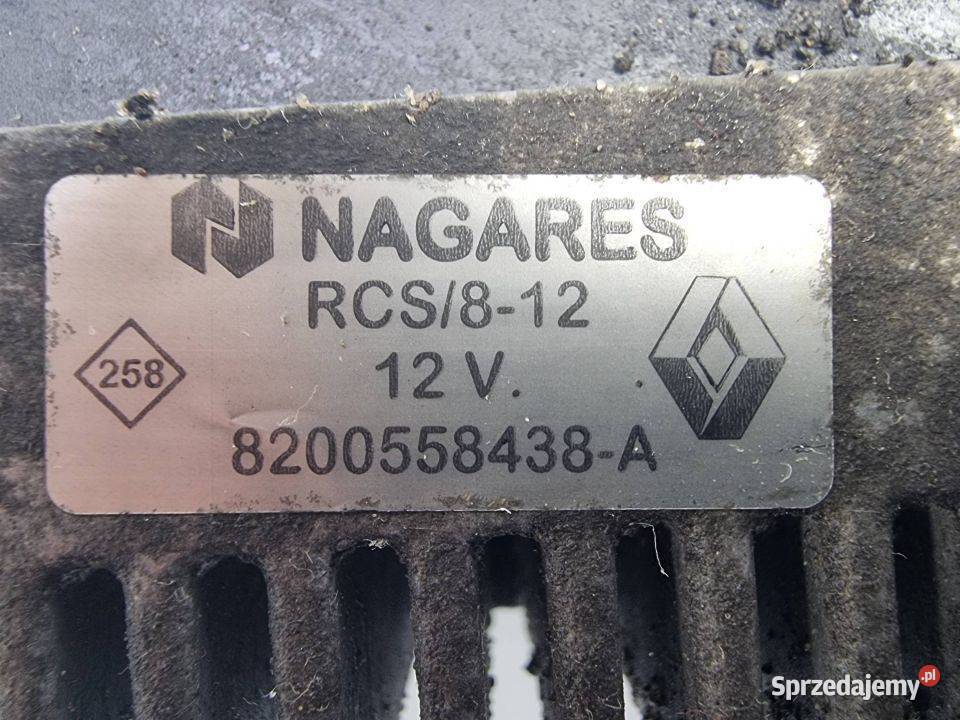 NAGARES
RCS/8-12
258
12 V.
8200558438-A
Sprzedajemy.pl